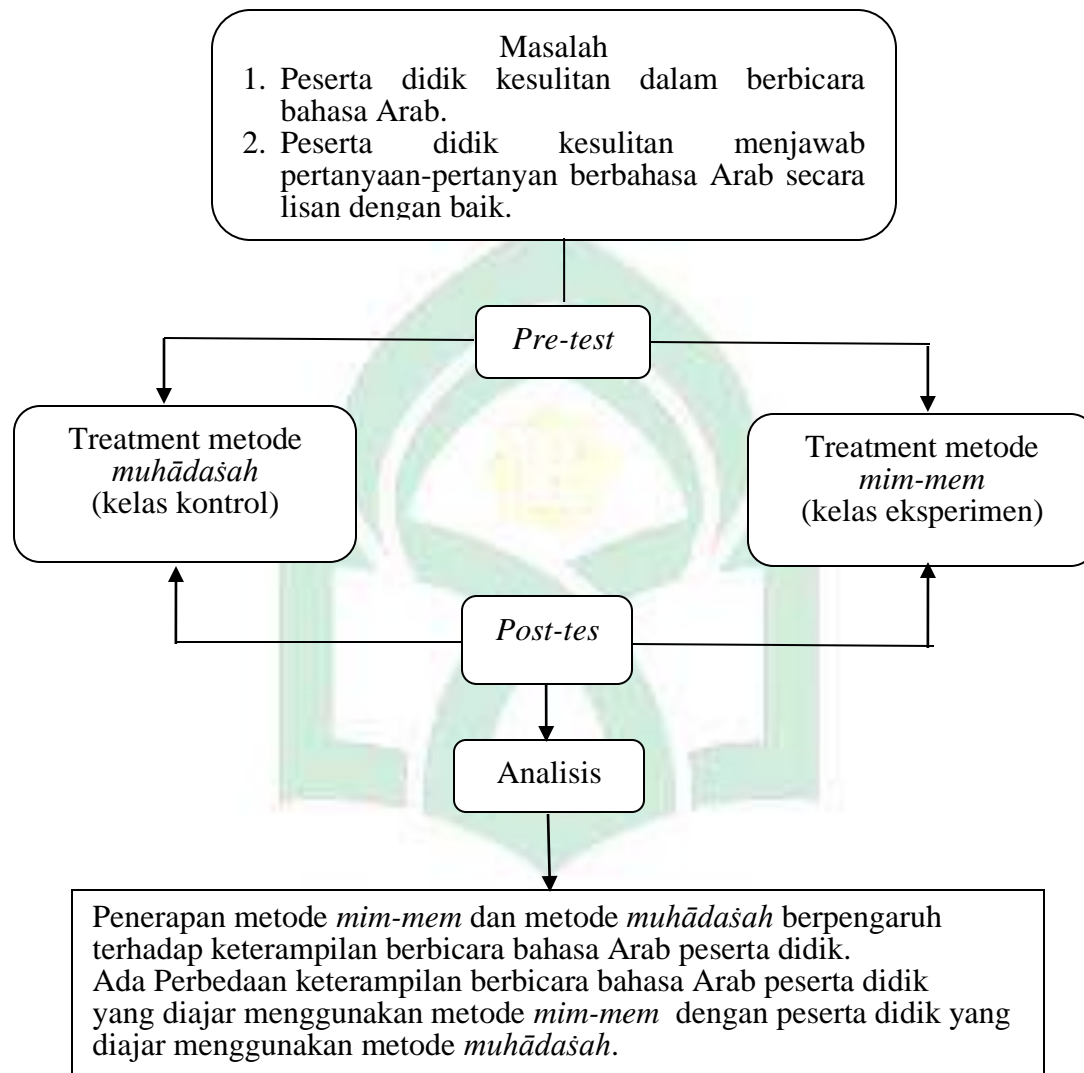 Masalah
1. Peserta didik kesulitan dalam berbicara
bahasa Arab.
2. Peserta didik kesulitan menjawab
pertanyaan-pertanyan berbahasa Arab secara
lisan dengan baik.
Pre-test
Treatment metode
muhādaṡah
(kelas kontrol)
Treatment metode
mim-mem
(kelas eksperimen)
Post-tes
Analisis
Penerapan metode mim-mem dan metode muhādaṡah berpengaruh
terhadap keterampilan berbicara bahasa Arab peserta didik.
Ada Perbedaan keterampilan berbicara bahasa Arab peserta didik
yang diajar menggunakan metode mim-mem dengan peserta didik yang
diajar menggunakan metode muhādaṡah.